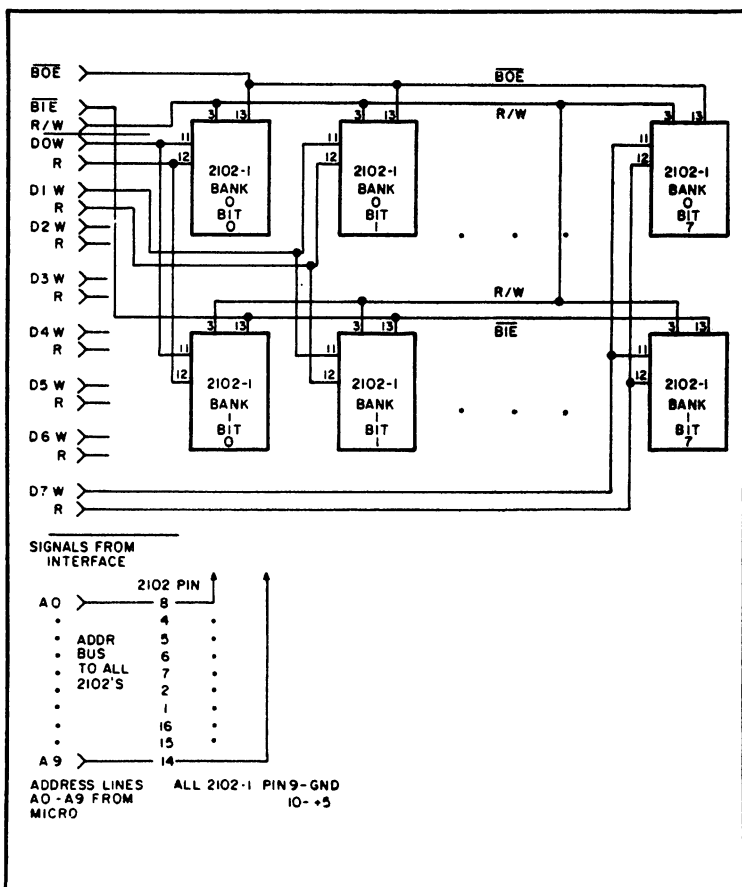 B0E
B0E
B1E
R/W
R/W
D0W
R
D1 W
R
D2 W
R
D3 W
R
D4 W
R
D5 W
R
D6 W
R
D7 W
R
3 13
11
12
2102-1
BANK
0
BIT
0
3 13
11
12
2102-1
BANK
0
BIT
1
3 13
11
12
2102-1
BANK
0
BIT
7
R/W
B1E
3 13
11
12
2102-1
BANK
1
BIT
0
3 13
11
12
2102-1
BANK
1
BIT
1
3 13
11
12
2102-1
BANK
1
BIT
7
SIGNALS FROM
INTERFACE
2102 PIN
A0 8
4
ADDR 5
BUS 6
TO ALL 7
2102'S 2
1
16
15
A9 14
ADDRESS LINES
A0-A9 FROM
MICRO
ALL 2102-1 PIN 9-GND
10-+5